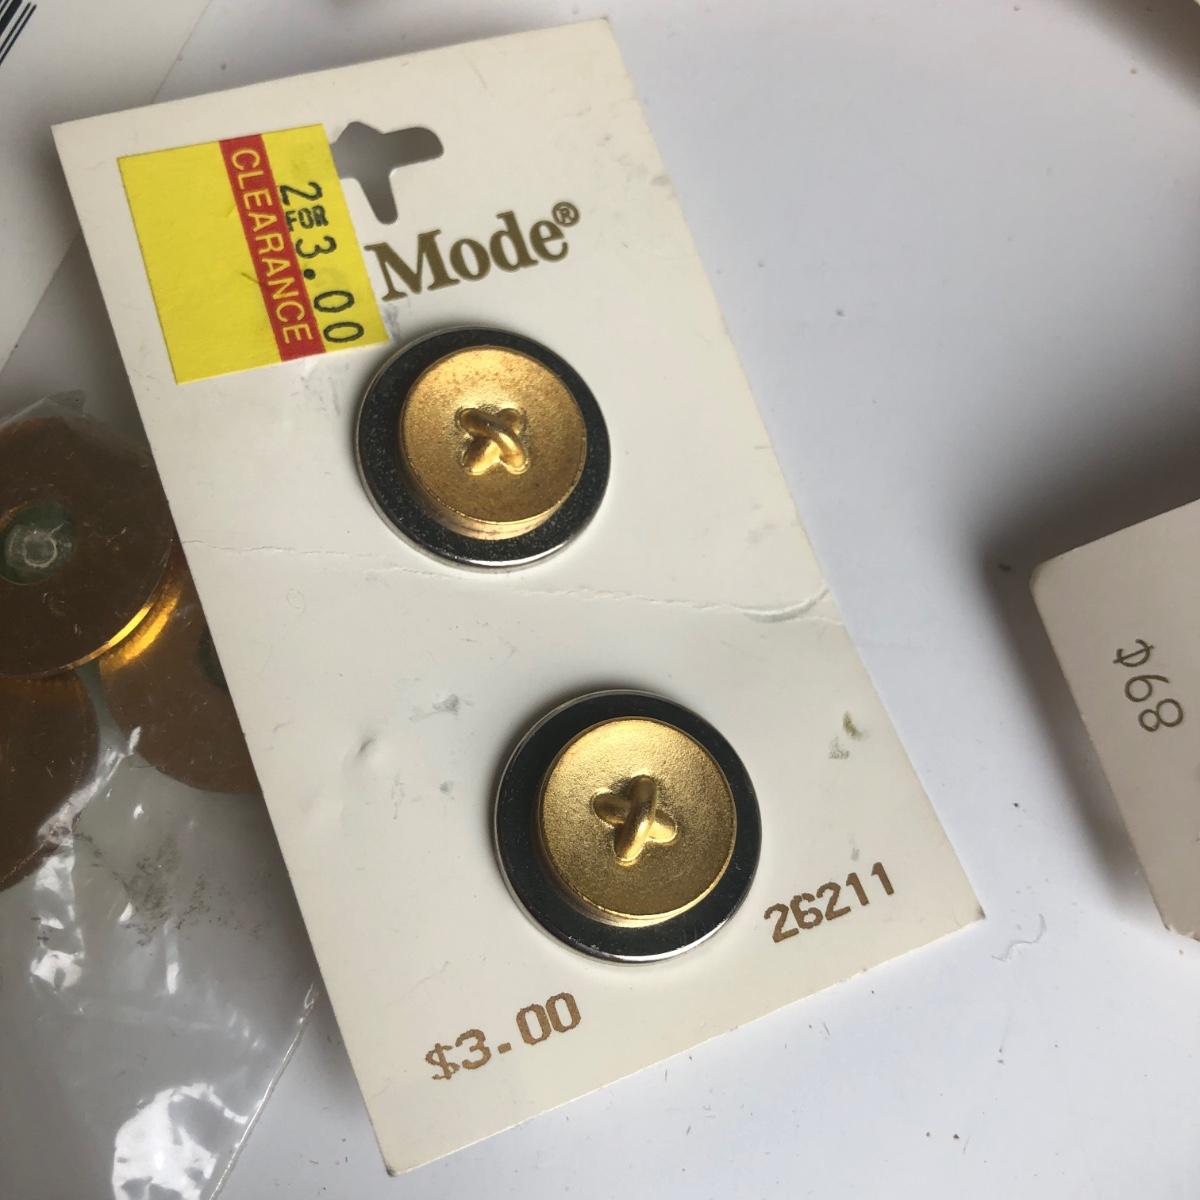 2 FOR 3.00
CLEARANCE
Mode®
26211
$3.00
89¢